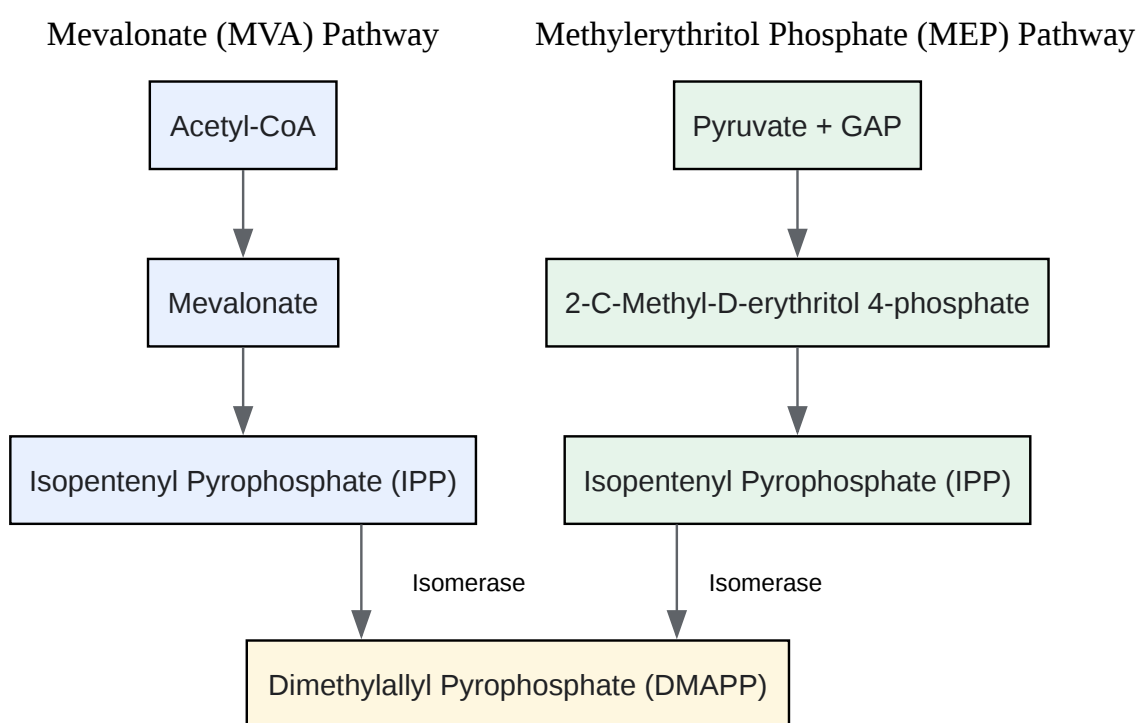 Mevalonate (MVA) Pathway
Methylerythritol Phosphate (MEP) Pathway
Acetyl-CoA
Pyruvate + GAP
Mevalonate
2-C-Methyl-D-erythritol 4-phosphate
Isopentenyl Pyrophosphate (IPP)
Isopentenyl Pyrophosphate (IPP)
Isomerase
Isomerase
Dimethylallyl Pyrophosphate (DMAPP)